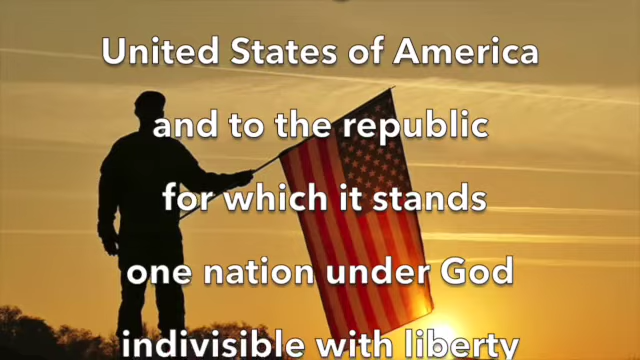 United States of America
and to the republic
for which it stands
one nation under God
indivisible with liberty